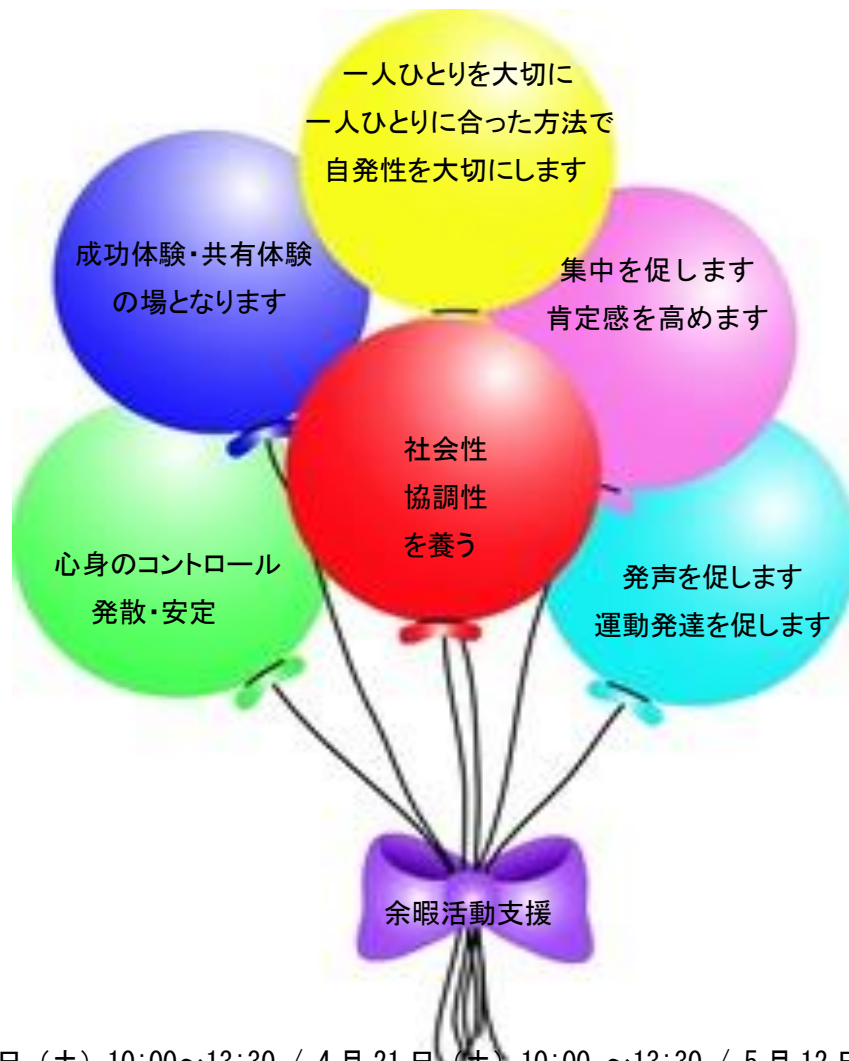 一人ひとりを大切に
一人ひとりに合った方法で
自発性を大切にします
成功体験・共有体験
の場となります
集中を促します
肯定感を高めます
社会性
協調性
を養う
心身のコントロール
発散・安定
発声を促します
運動発達を促します
余暇活動支援
日 (土) 10:00～13:30 / 4月21日 (土) 10:00 ～13:30 / 5月12